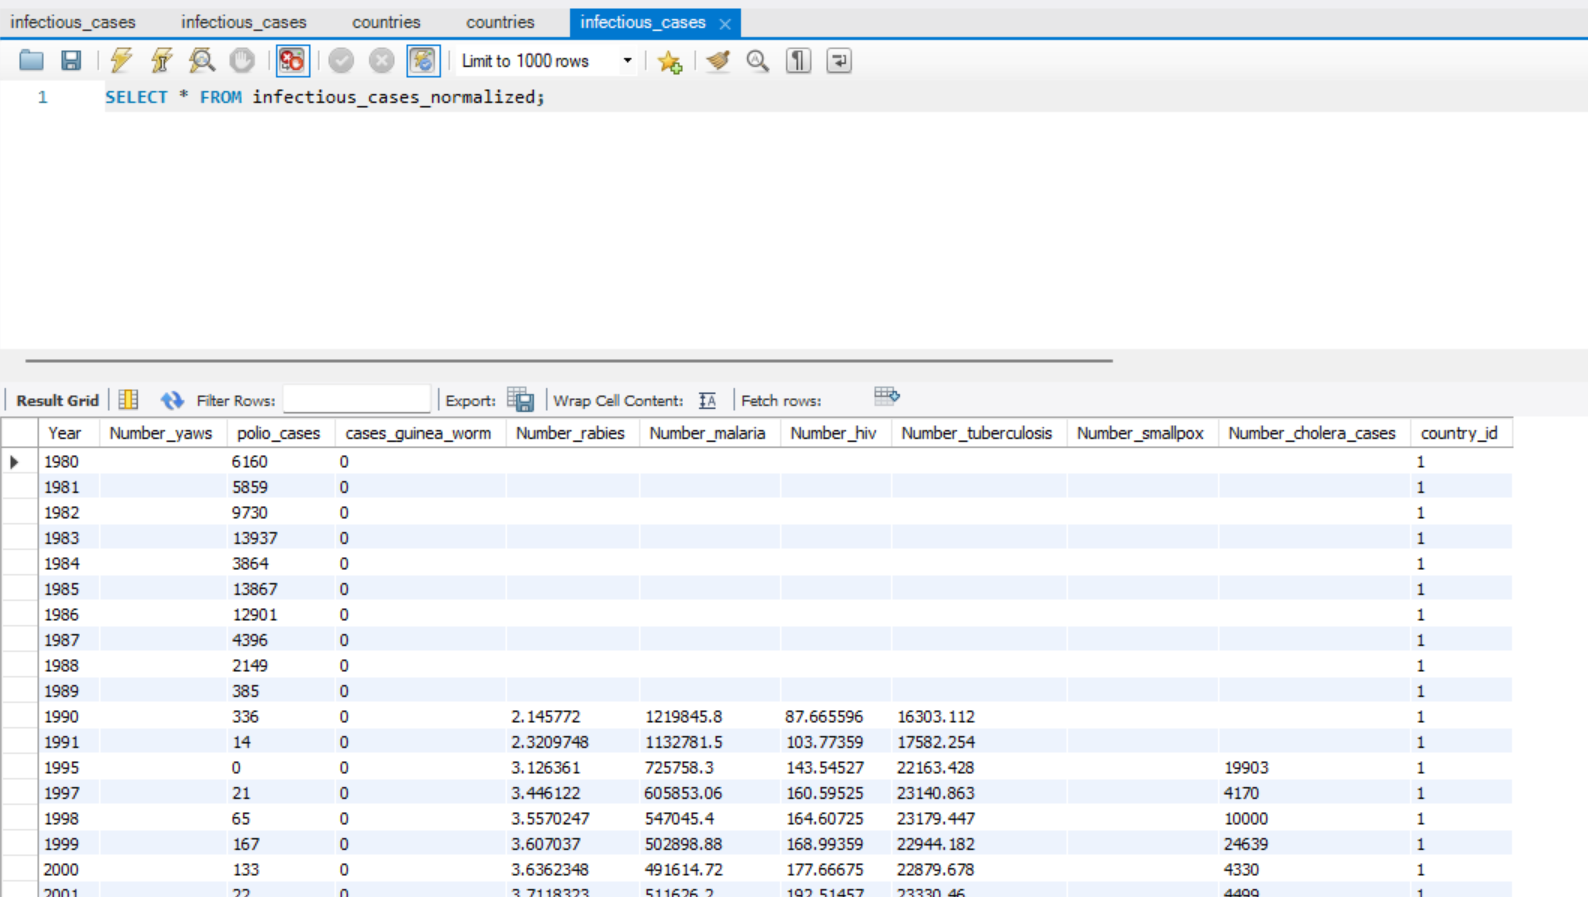 infectious_cases infectious_cases countries countries infectious_cases
Limit to 1000 rows
1 SELECT * FROM infectious_cases_normalized;
Result Grid Filter Rows: Export: Wrap Cell Content: Fetch rows:
Year Number_yaws polio_cases cases_guinea_worm Number_rabies Number_malaria Number_hiv Number_tuberculosis Number_smallpox Number_cholera_cases country_id
1980 6160 0 1
1981 5859 0 1
1982 9730 0 1
1983 13937 0 1
1984 3864 0 1
1985 13867 0 1
1986 12901 0 1
1987 4396 0 1
1988 2149 0 1
1989 385 0 1
1990 336 0 2.145772 1219845.8 87.665596 16303.112 1
1991 14 0 2.3209748 1132781.5 103.77359 17582.254 1
1995 0 0 3.126361 725758.3 143.54527 22163.428 19903 1
1997 21 0 3.446122 605853.06 160.59525 23140.863 4170 1
1998 65 0 3.5570247 547045.4 164.60725 23179.447 10000 1
1999 167 0 3.607037 502898.88 168.99359 22944.182 24639 1
2000 133 0 3.6362348 491614.72 177.66675 22879.678 4330 1
2001 22 0 3.7118323 511626.2 192.51457 23330.46 4499 1